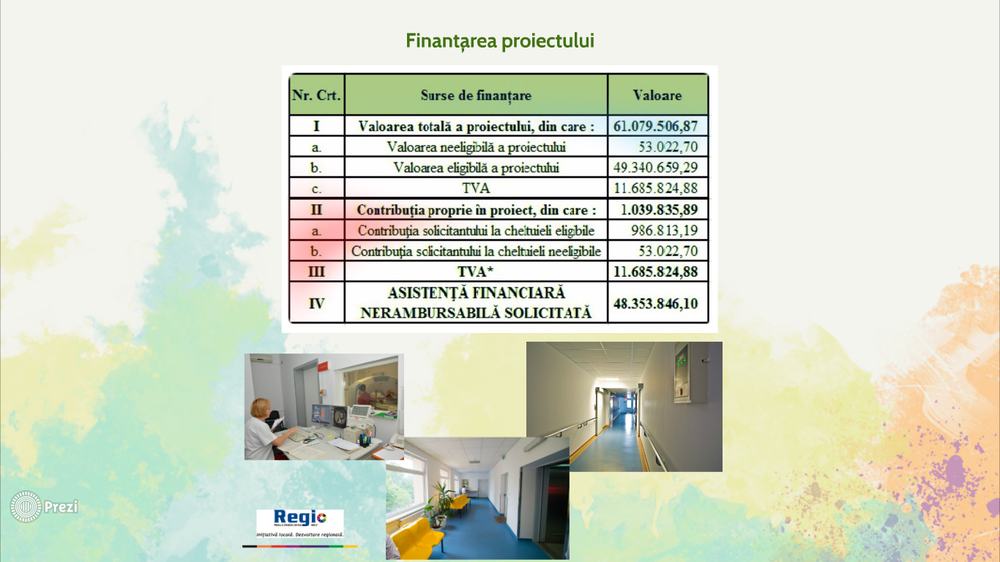 Finanțarea proiectului
Nr. Crt. Surse de finanțare Valoare
I Valoarea totală a proiectului, din care : 61.079.506,87
a. Valoarea neeligibilă a proiectului 53.022,70
b. Valoarea eligibilă a proiectului 49.340.659,29
c. TVA 11.685.824,88
II Contribuția proprie în proiect, din care : 1.039.835,89
a. Contribuția solicitantului la cheltuieli eligibile 986.813,19
b. Contribuția solicitantului la cheltuieli neeligibile 53.022,70
III TVA* 11.685.824,88
IV ASISTENȚĂ FINANCIARĂ
NERAMBURSABILĂ SOLICITATĂ 48.353.846,10
Prezi
Regio
Inițiativă locală. Dezvoltare regională.